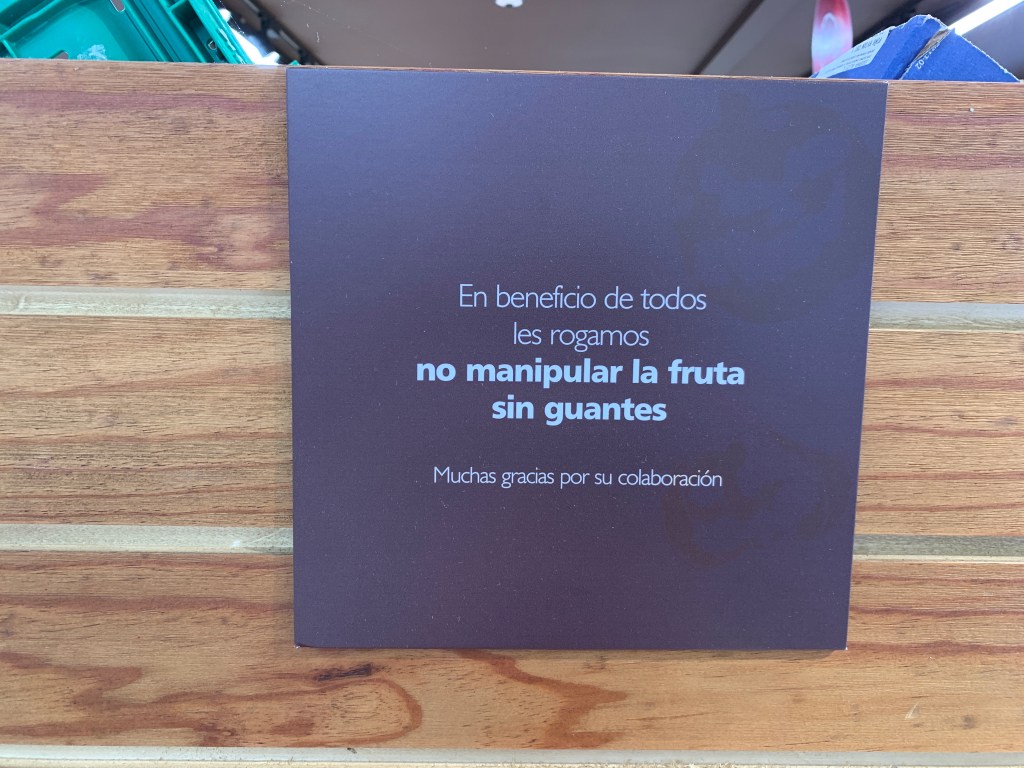 En beneficio de todos
les rogamos
no manipular la fruta
sin guantes
Muchas gracias por su colaboración